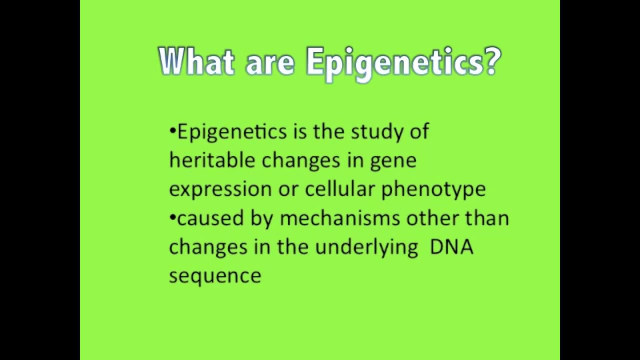 What are Epigenetics?
•Epigenetics is the study of
heritable changes in gene
expression or cellular phenotype
•caused by mechanisms other than
changes in the underlying  DNA
sequence